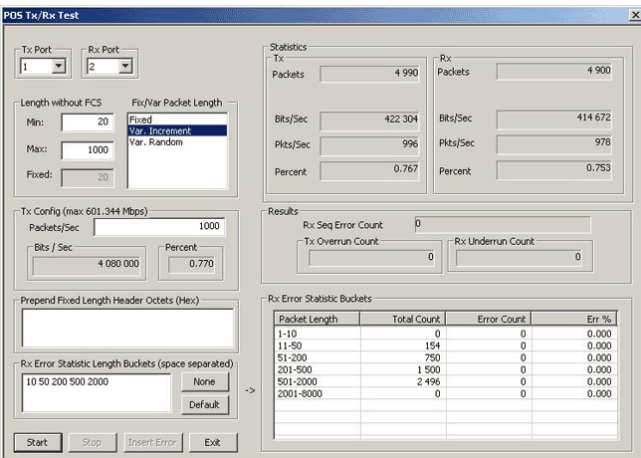 POS Tx/Rx Test
Tx Port
1
Rx Port
2
Length without FCS
Min: 20
Max: 1000
Fixed: 20
Fix/Var Packet Length
Fixed
Var. Increment
Var. Random
Tx Config (max 601.344 Mbps)
Packets/Sec 1000
Bits / Sec
4 080 000
Percent
0.770
Prepend Fixed Length Header Octets (Hex)
Rx Error Statistic Length Buckets (space separated)
10 50 200 500 2000
None
Default
->
Start Stop Insert Error Exit
Statistics
Tx
Packets 4 990
Bits/Sec 422 304
Pkts/Sec 996
Percent 0.767
Rx
Packets 4 900
Bits/Sec 414 672
Pkts/Sec 978
Percent 0.753
Results
Rx Seq Error Count 0
Tx Overrun Count
0
Rx Underrun Count
0
Rx Error Statistic Buckets
Packet Length Total Count Error Count Err %
1-10 0 0 0.000
11-50 154 0 0.000
51-200 750 0 0.000
201-500 1 500 0 0.000
501-2000 2 496 0 0.000
2001-8000 0 0 0.000